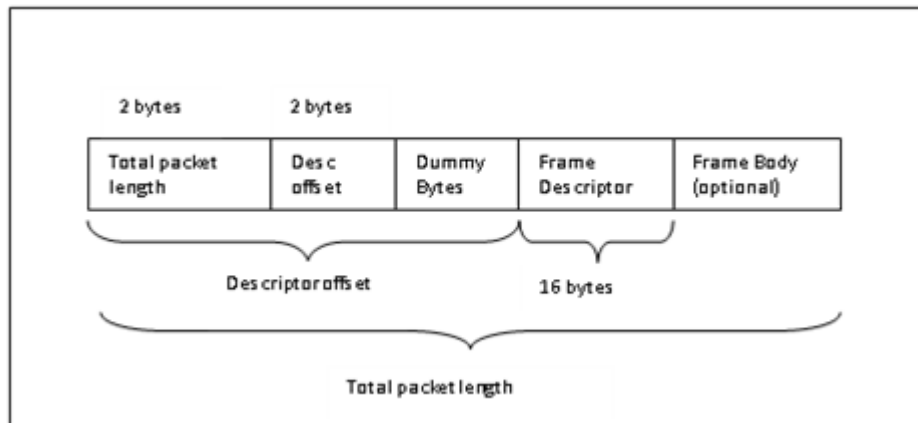 2 bytes
2 bytes
Total packet
length
Desc
offset
Dummy
Bytes
Frame
Descriptor
Frame Body
(optional)
Descriptor offset
16 bytes
Total packet length